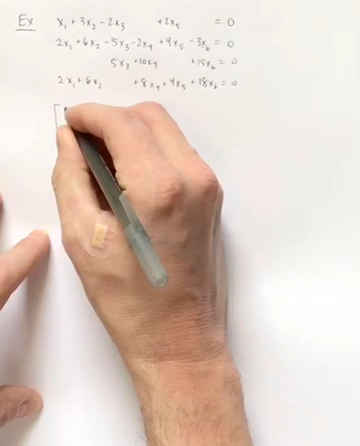 Ex x₁ + 3x₂ - 2x₃ + 2x₅ = 0
2x₁ + 6x₂ - 5x₃ - 2x₄ + 4x₅ - 3x₆ = 0
5x₃ + 10x₄ + 15x₆ = 0
2x₁ + 6x₂ + 8x₄ + 4x₅ + 18x₆ = 0
[